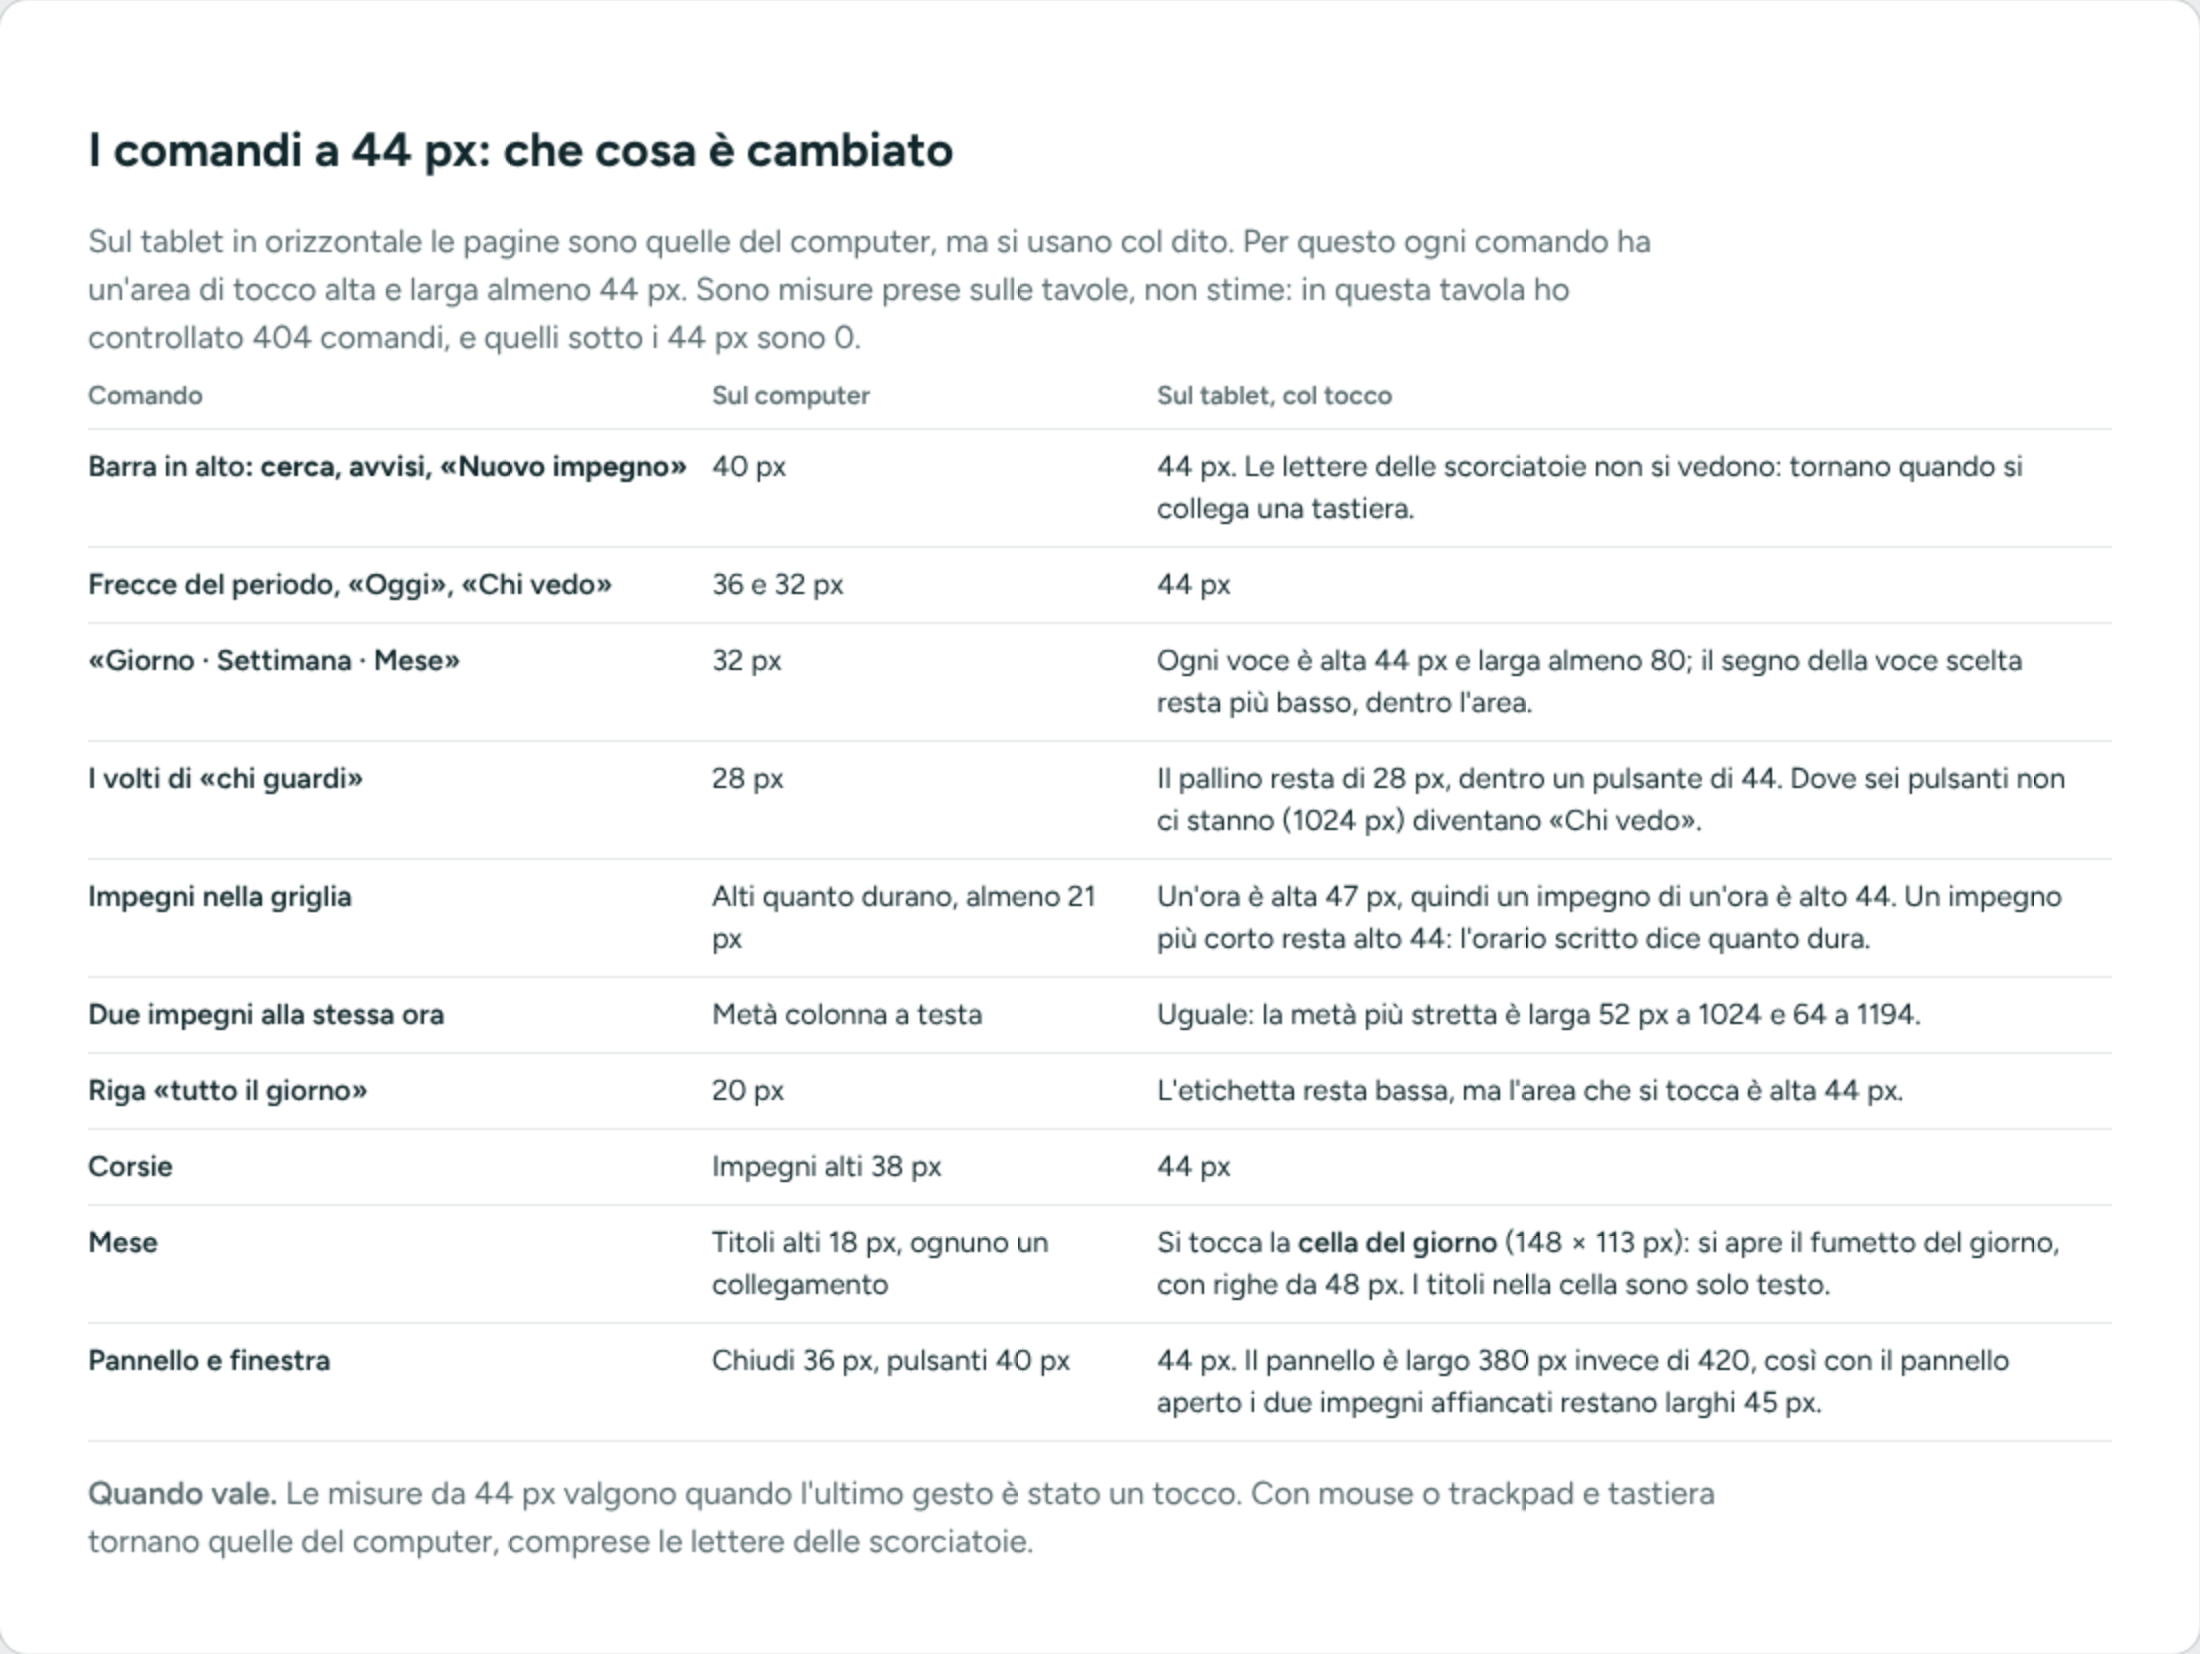 I comandi a 44 px: che cosa è cambiato
Sul tablet in orizzontale le pagine sono quelle del computer, ma si usano col dito. Per questo ogni comando ha
un'area di tocco alta e larga almeno 44 px. Sono misure prese sulle tavole, non stime: in questa tavola ho
controllato 404 comandi, e quelli sotto i 44 px sono 0.
Comando Sul computer Sul tablet, col tocco
Barra in alto: cerca, avvisi, «Nuovo impegno» 40 px 44 px. Le lettere delle scorciatoie non si vedono: tornano quando si
collega una tastiera.
Frecce del periodo, «Oggi», «Chi vedo» 36 e 32 px 44 px
«Giorno · Settimana · Mese» 32 px Ogni voce è alta 44 px e larga almeno 80; il segno della voce scelta
resta più basso, dentro l'area.
I volti di «chi guardi» 28 px Il pallino resta di 28 px, dentro un pulsante di 44. Dove sei pulsanti non
ci stanno (1024 px) diventano «Chi vedo».
Impegni nella griglia Alti quanto durano, almeno 21 Un'ora è alta 47 px, quindi un impegno di un'ora è alto 44. Un impegno
px più corto resta alto 44: l'orario scritto dice quanto dura.
Due impegni alla stessa ora Metà colonna a testa Uguale: la metà più stretta è larga 52 px a 1024 e 64 a 1194.
Riga «tutto il giorno» 20 px L'etichetta resta bassa, ma l'area che si tocca è alta 44 px.
Corsie Impegni alti 38 px 44 px
Mese Titoli alti 18 px, ognuno un Si tocca la cella del giorno (148 × 113 px): si apre il fumetto del giorno,
collegamento con righe da 48 px. I titoli nella cella sono solo testo.
Pannello e finestra Chiudi 36 px, pulsanti 40 px 44 px. Il pannello è largo 380 px invece di 420, così con il pannello
aperto i due impegni affiancati restano larghi 45 px.
Quando vale. Le misure da 44 px valgono quando l'ultimo gesto è stato un tocco. Con mouse o trackpad e tastiera
tornano quelle del computer, comprese le lettere delle scorciatoie.